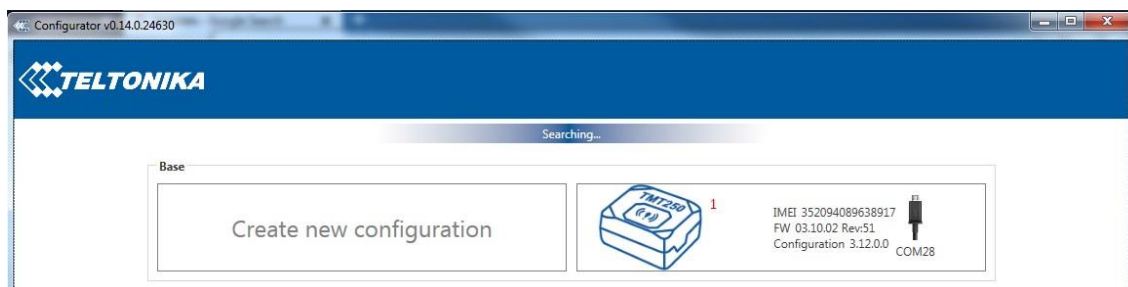 Configurator v0.14.0.24630
TELTONIKA
Searching...
Base
Create new configuration
TMT250
1
IMEI 352094089638917
FW 03.10.02 Rev:51
Configuration 3.12.0.0
COM28